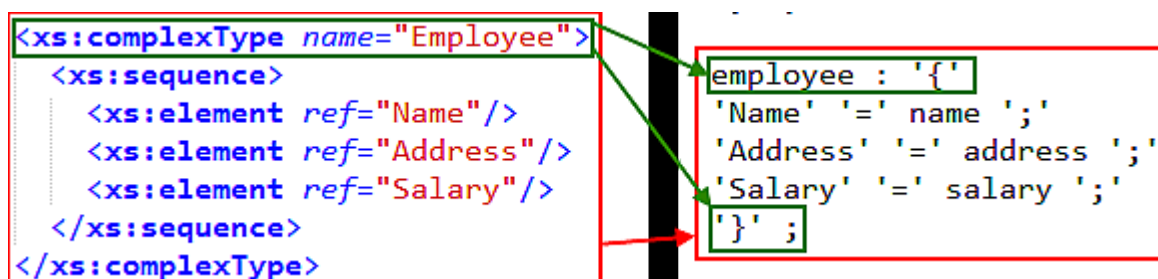 <xs:complexType name="Employee">
<xs:sequence>
<xs:element ref="Name"/>
<xs:element ref="Address"/>
<xs:element ref="Salary"/>
</xs:sequence>
</xs:complexType>
employee : '{'
'Name' '=' name ';'
'Address' '=' address ';'
'Salary' '=' salary ';'
'}' ;